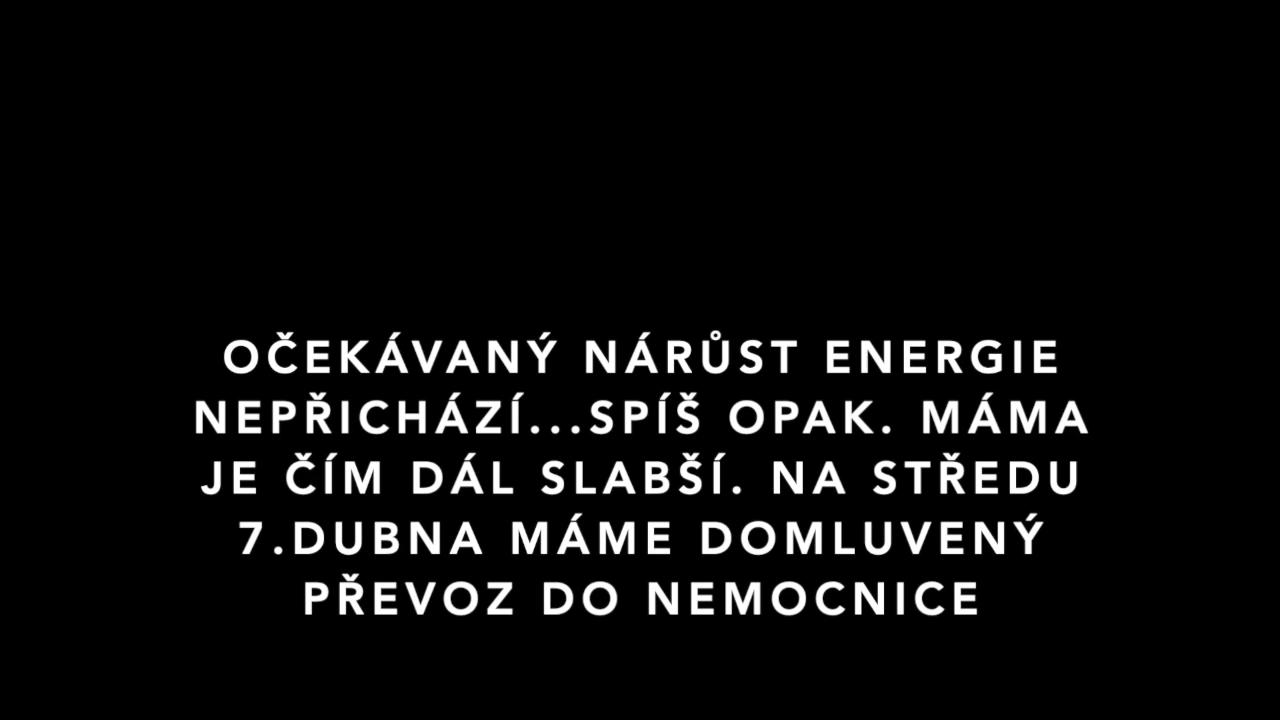 OČEKÁVANÝ NÁRŮST ENERGIE
NEPŘICHÁZÍ...SPÍŠ OPAK. MÁMA
JE ČÍM DÁL SLABŠÍ. NA STŘEDU
7.DUBNA MÁME DOMLUVENÝ
PŘEVOZ DO NEMOCNICE